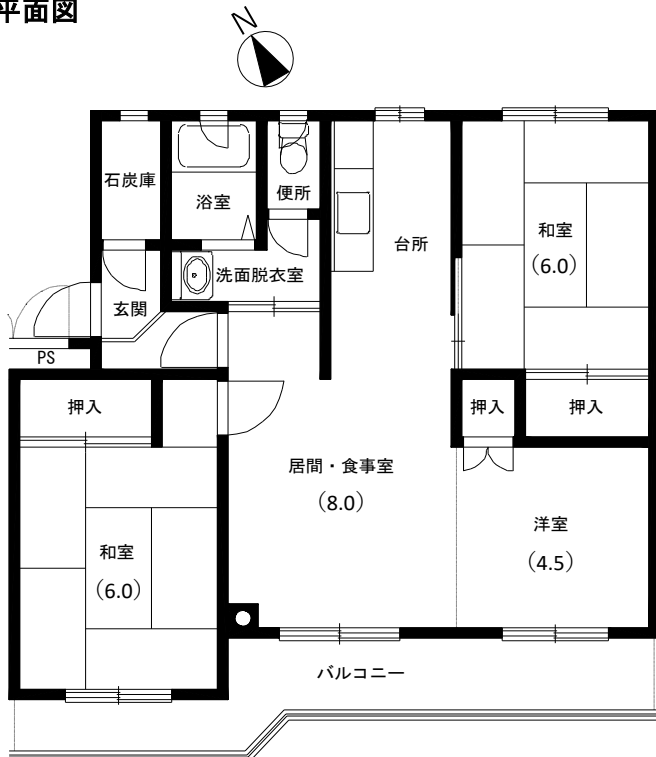 平面図
N
石炭庫
浴室
便所
台所
和室
(6.0)
洗面脱衣室
玄関
PS
押入
押入
押入
居間・食事室
(8.0)
洋室
(4.5)
和室
(6.0)
バルコニー